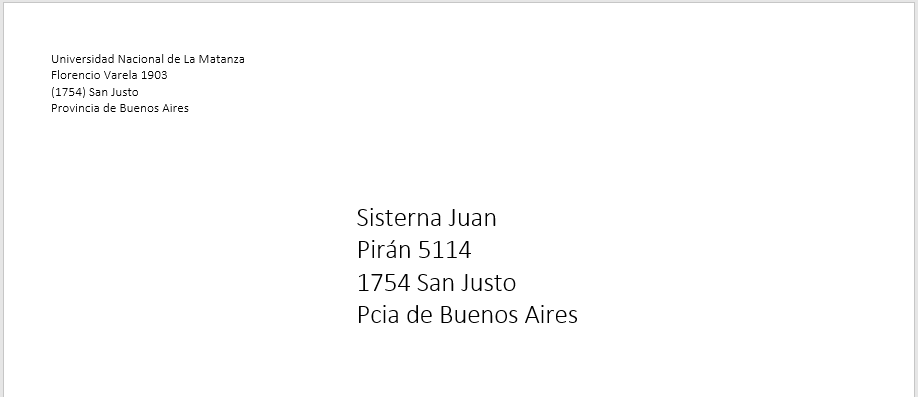 Universidad Nacional de La Matanza
Florencio Varela 1903
(1754) San Justo
Provincia de Buenos Aires
Sisterna Juan
Pirán 5114
1754 San Justo
Pcia de Buenos Aires